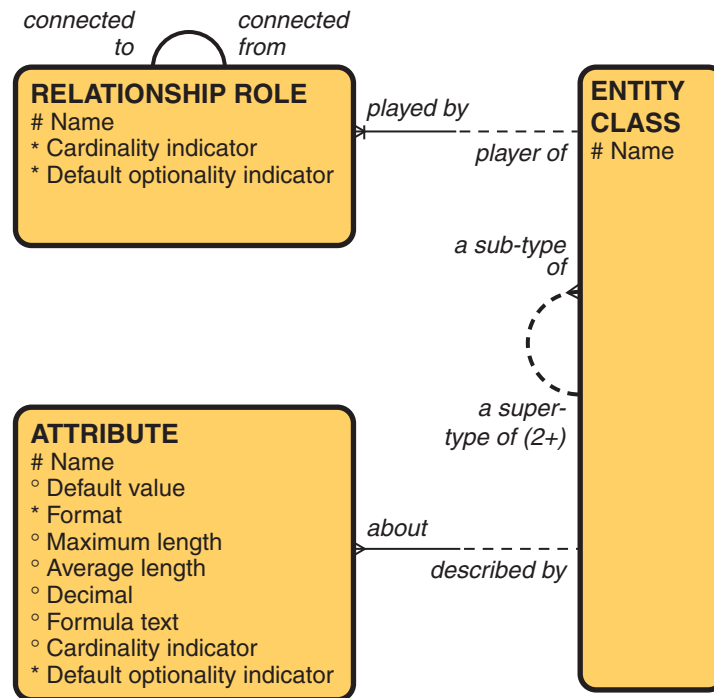 connected to
connected from
RELATIONSHIP ROLE
# Name
* Cardinality indicator
* Default optionality indicator
played by
player of
ENTITY
CLASS
# Name
a sub-type
of
a super-
type of (2+)
ATTRIBUTE
# Name
° Default value
* Format
° Maximum length
° Average length
° Decimal
° Formula text
° Cardinality indicator
* Default optionality indicator
about
described by